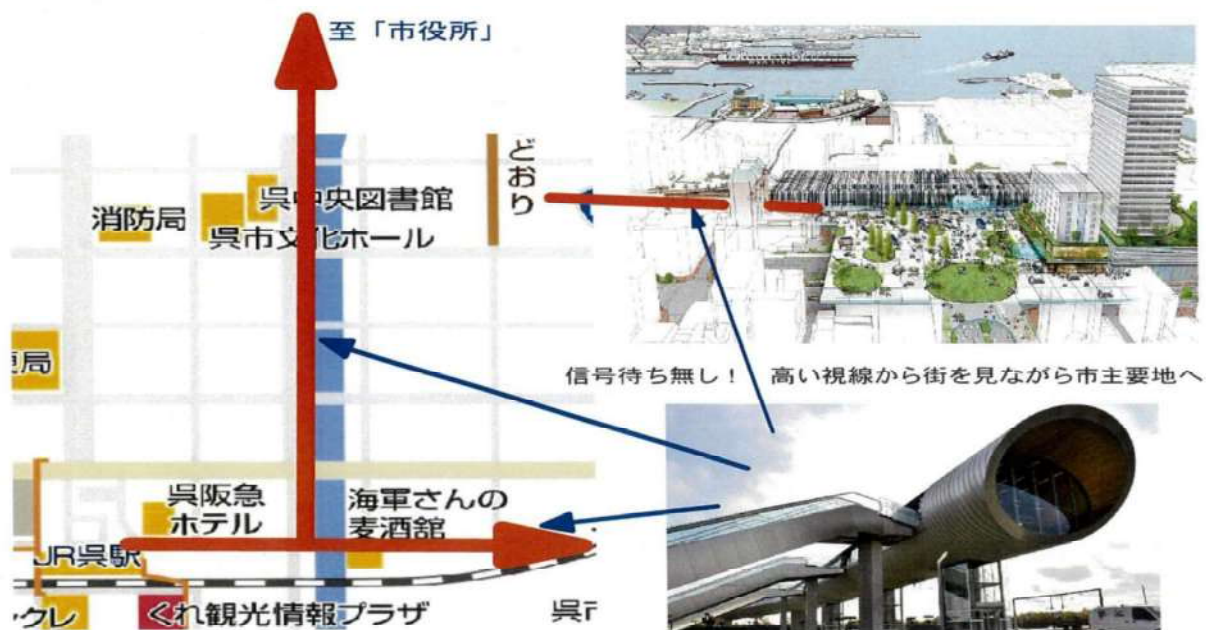 至「市役所」
どおり
呉中央図書館
消防局
呉市文化ホール
局
信号待ち無し！ 高い視線から街を見ながら市主要地へ
呉阪急
ホテル
海軍さんの
麦酒館
JR呉駅
クレ
くれ観光情報プラザ
呉市